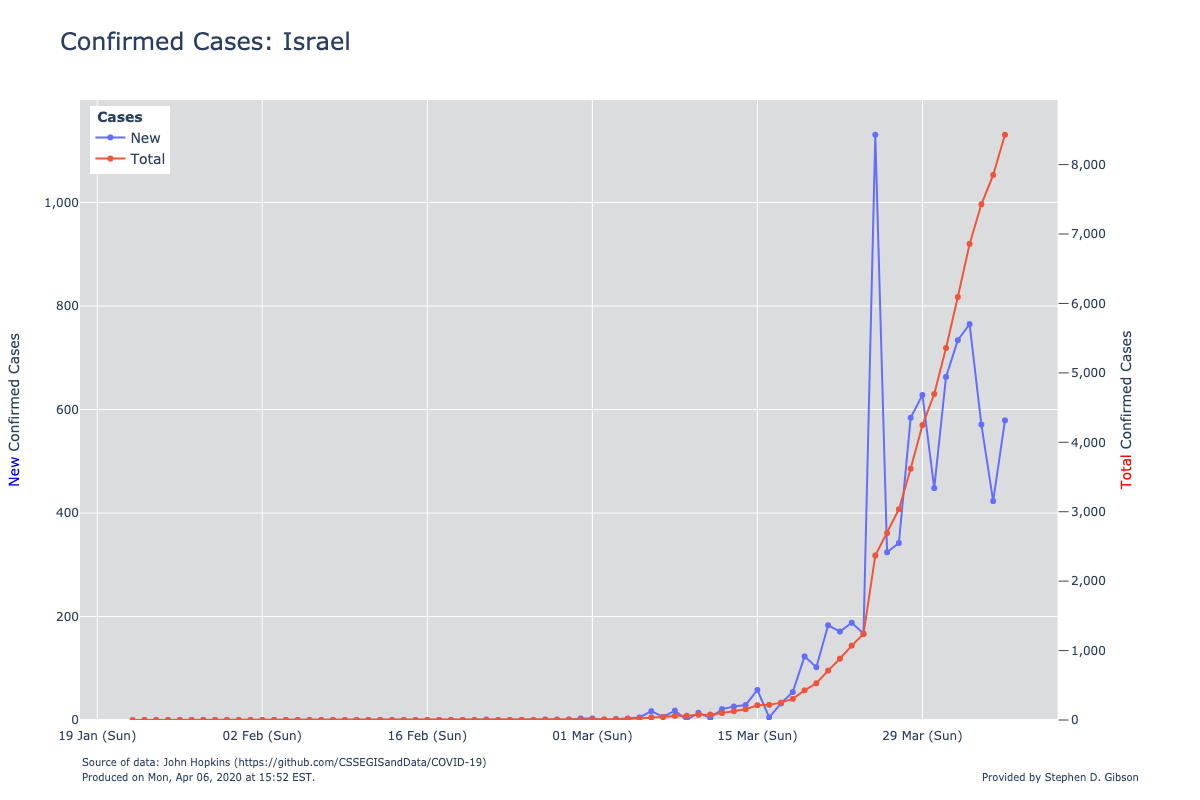 Confirmed Cases: Israel
Cases
New
Total
1,000
800
600
400
200
0
8,000
7,000
6,000
5,000
4,000
3,000
2,000
1,000
0
New Confirmed Cases
Total Confirmed Cases
19 Jan (Sun) 02 Feb (Sun) 16 Feb (Sun) 01 Mar (Sun) 15 Mar (Sun) 29 Mar (Sun)
Source of data: John Hopkins (https://github.com/CSSEGISandData/COVID-19)
Produced on Mon, Apr 06, 2020 at 15:52 EST.
Provided by Stephen D. Gibson